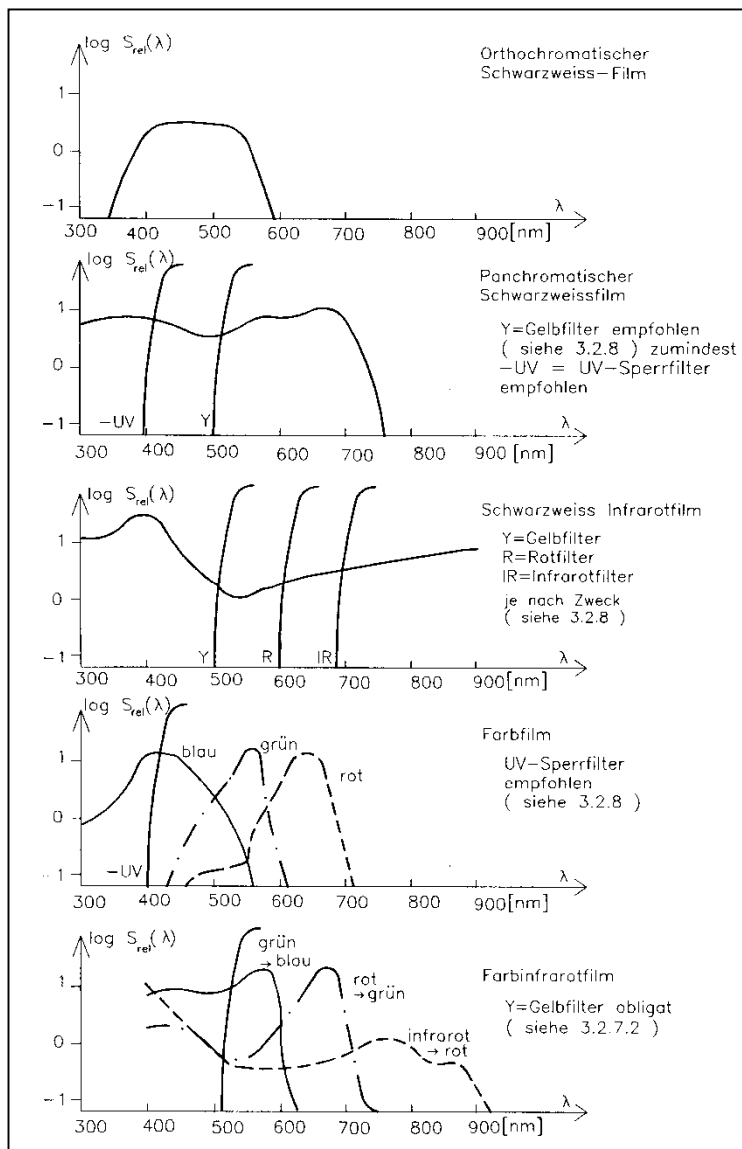 log S_rel(λ)
Orthochromatischer
Schwarzweiss-Film
1
0
-1
λ
300 400 500 600 700 800 900[nm]
log S_rel(λ)
Panchromatischer
Schwarzweissfilm
Y=Gelbfilter empfohlen
( siehe 3.2.8 ) zumindest
-UV = UV-Sperrfilter
empfohlen
1
0
-1
-UV Y
λ
300 400 500 600 700 800 900 [nm]
log S_rel(λ)
Schwarzweiss Infrarotfilm
Y=Gelbfilter
R=Rotfilter
IR=Infrarotfilter
je nach Zweck
( siehe 3.2.8 )
1
0
-1
Y R IR
λ
300 400 500 600 700 800 900[nm]
log S_rel(λ)
Farbfilm
UV-Sperrfilter
empfohlen
( siehe 3.2.8 )
blau grün rot
1
0
-1
-UV
λ
300 400 500 600 700 800 900[nm]
log S_rel(λ)
grün
→blau
rot
→grün
infrarot
→rot
Farbinfrarotfilm
Y=Gelbfilter obligat
( siehe 3.2.7.2 )
1
0
-1
λ
300 400 500 600 700 800 900[nm]